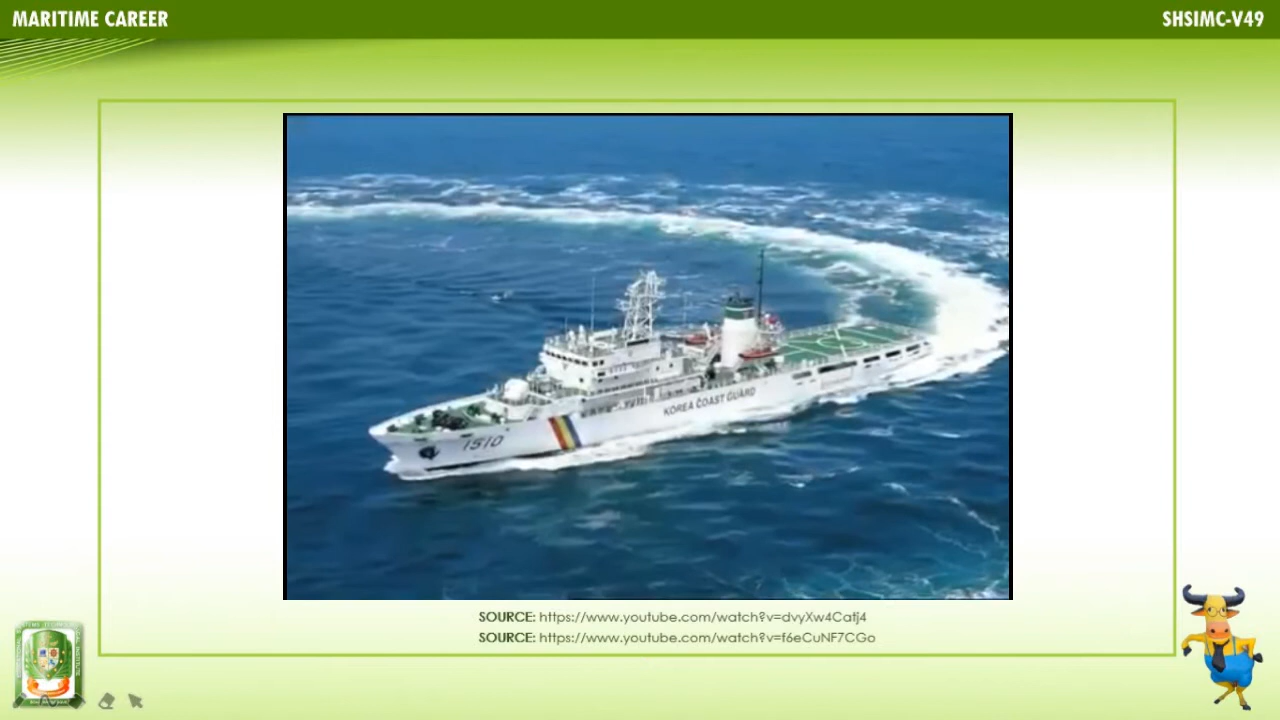 MARITIME CAREER
SHSIMC-V49
1510
KOREA COAST GUARD
SOURCE: https://www.youtube.com/watch?v=dvyXw4Catj4
SOURCE: https://www.youtube.com/watch?v=f6eCuNF7CGo